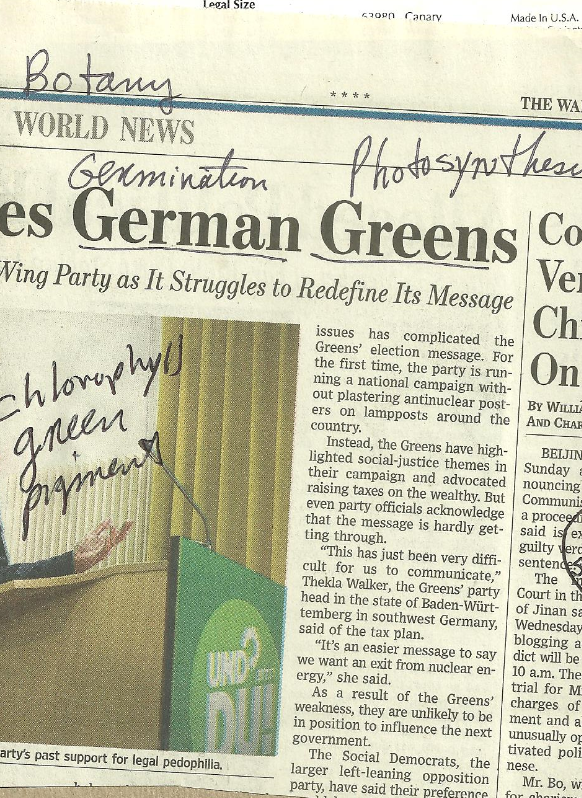 Legal Size
Canary
Made In U.S.A.
Botany
****
THE WA
WORLD NEWS
Germination
Photosynthesi
es German Greens
Wing Party as It Struggles to Redefine Its Message
chlorophyll
green
pigment
UND
DU?
arty's past support for legal pedophilia.
issues has complicated the
Greens' election message. For
the first time, the party is run-
ning a national campaign with-
out plastering antinuclear post-
ers on lampposts around the
country.
Instead, the Greens have high-
lighted social-justice themes in
their campaign and advocated
raising taxes on the wealthy. But
even party officials acknowledge
that the message is hardly get-
ting through.
"This has just been very diffi-
cult for us to communicate,"
Thekla Walker, the Greens' party
head in the state of Baden-Würt-
temberg in southwest Germany,
said of the tax plan.
"It's an easier message to say
we want an exit from nuclear en-
ergy," she said.
As a result of the Greens'
weakness, they are unlikely to be
in position to influence the next
government.
The Social Democrats, the
larger left-leaning opposition
party, have said their preference
Co
Ver
Chi
On
BY WILLI
AND CHAR
BEIJIN
Sunday a
nouncing
Communis
a proceed
said is ex
guilty verd
sentence
The
Court in th
of Jinan sa
Wednesday
blogging a
dict will be
10 a.m. The
trial for M
charges of
ment and a
unusually op
tivated poli
nese.
Mr. Bo, w